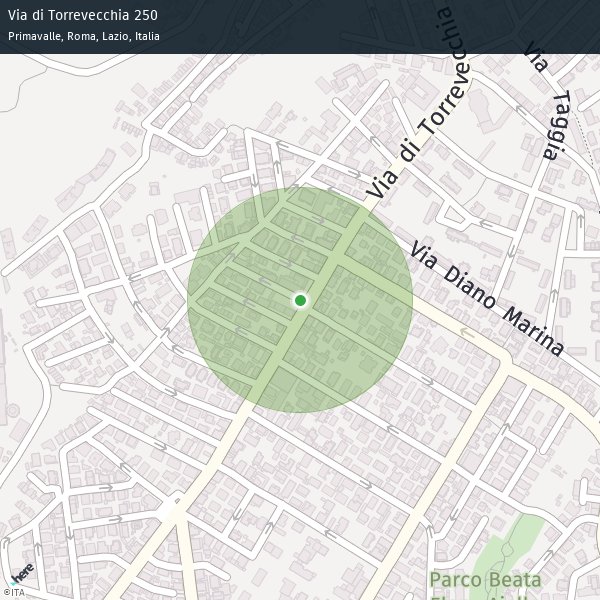 Via di Torrevecchia 250
Primavalle, Roma, Lazio, Italia
Via di Torrevecchia
Via Taggia
Via Diano Marina
Parco Beata
here
©ITA